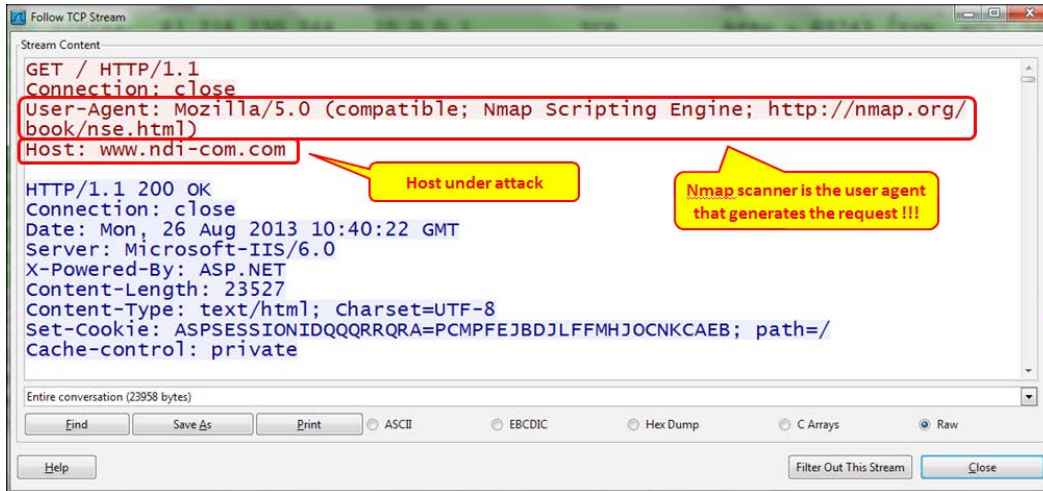 Follow TCP Stream
Stream Content
GET / HTTP/1.1
Connection: close
User-Agent: Mozilla/5.0 (compatible; Nmap Scripting Engine; http://nmap.org/
book/nse.html)
Host: www.ndi-com.com
Host under attack
Nmap scanner is the user agent
that generates the request !!!
HTTP/1.1 200 OK
Connection: close
Date: Mon, 26 Aug 2013 10:40:22 GMT
Server: Microsoft-IIS/6.0
X-Powered-By: ASP.NET
Content-Length: 23527
Content-Type: text/html; Charset=UTF-8
Set-Cookie: ASPSESSIONIDQQQRRQRA=PCMPFEJBDJLFFMHJOCNKCAEB; path=/
Cache-control: private
Entire conversation (23958 bytes)
Find Save As Print ASCII EBCDIC Hex Dump C Arrays Raw
Help Filter Out This Stream Close